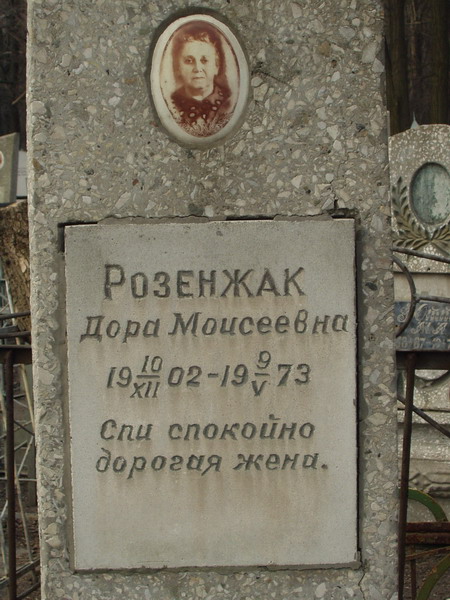 РОЗЕНЖАК
Дора Моисеевна
19 10/XII 02-19 9/V 73
Спи спокойно
дорогая жена.